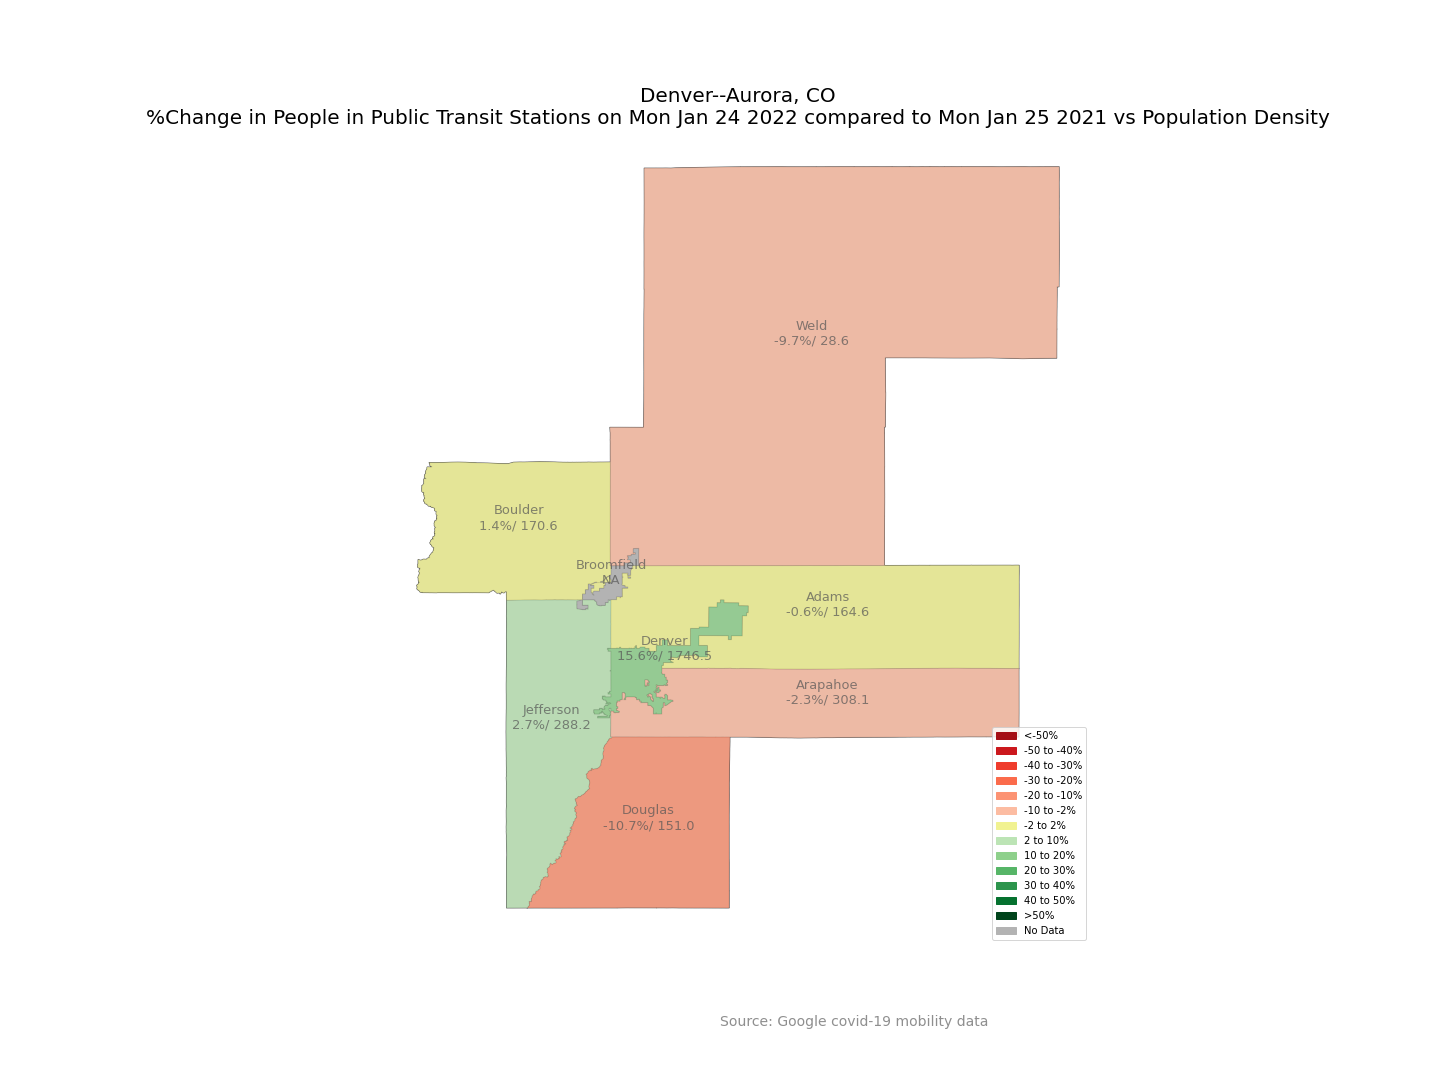 Denver--Aurora, CO
%Change in People in Public Transit Stations on Mon Jan 24 2022 compared to Mon Jan 25 2021 vs Population Density
Weld
-9.7%/ 28.6
Boulder
1.4%/ 170.6
Broomfield
NA
Adams
-0.6%/ 164.6
Denver
15.6%/ 1746.5
Arapahoe
-2.3%/ 308.1
Jefferson
2.7%/ 288.2
Douglas
-10.7%/ 151.0
<-50%
-50 to -40%
-40 to -30%
-30 to -20%
-20 to -10%
-10 to -2%
-2 to 2%
2 to 10%
10 to 20%
20 to 30%
30 to 40%
40 to 50%
>50%
No Data
Source: Google covid-19 mobility data